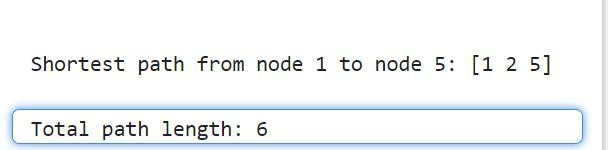 Shortest path from node 1 to node 5: [1 2 5]
Total path length: 6